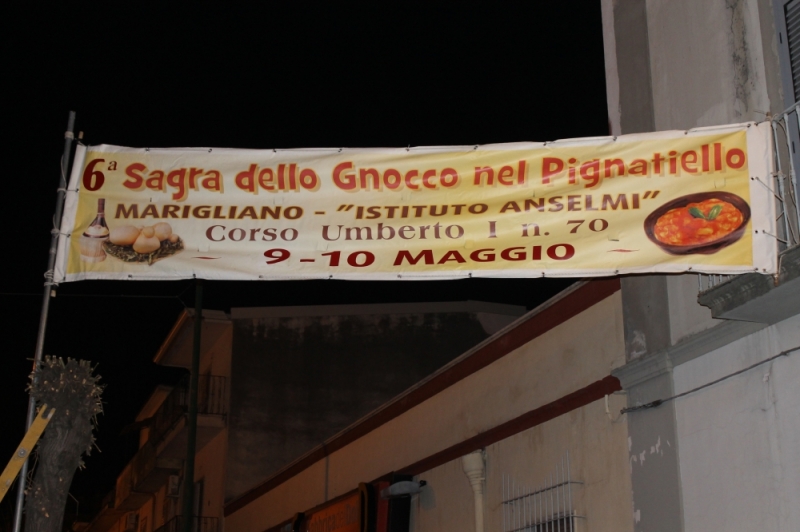 6ª Sagra dello Gnocco nel Pignatiello
MARIGLIANO - "ISTITUTO ANSELMI"
Corso Umberto I n. 70
~ 9-10 MAGGIO ~